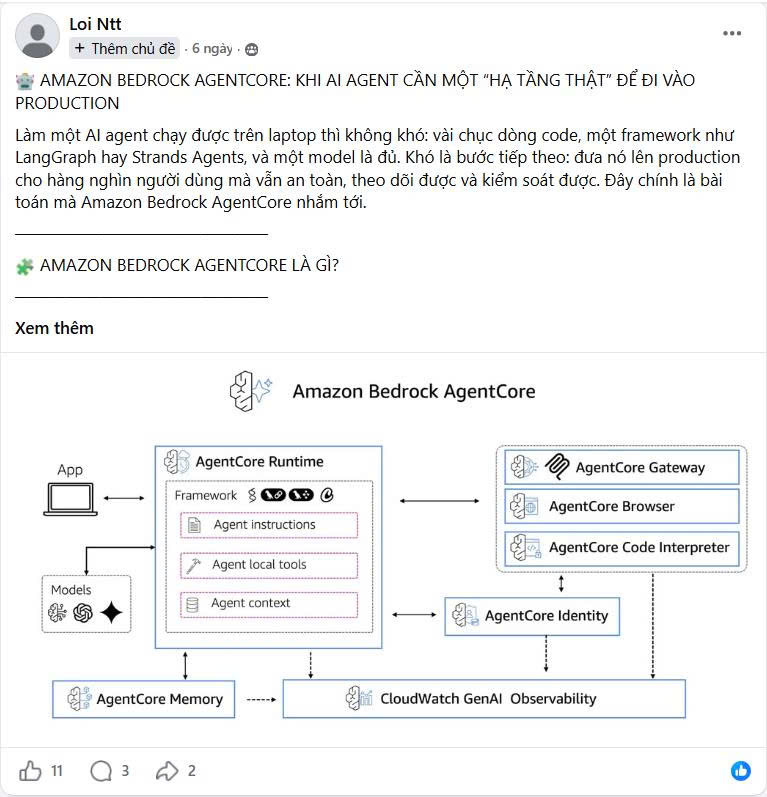 Loi Ntt
+ Thêm chủ đề · 6 ngày ·
AMAZON BEDROCK AGENTCORE: KHI AI AGENT CẦN MỘT “HẠ TẦNG THẬT” ĐỂ ĐI VÀO
PRODUCTION
Làm một AI agent chạy được trên laptop thì không khó: vài chục dòng code, một framework như
LangGraph hay Strands Agents, và một model là đủ. Khó là bước tiếp theo: đưa nó lên production
cho hàng nghìn người dùng mà vẫn an toàn, theo dõi được và kiểm soát được. Đây chính là bài
toán mà Amazon Bedrock AgentCore nhắm tới.
AMAZON BEDROCK AGENTCORE LÀ GÌ?
Xem thêm
Amazon Bedrock AgentCore
App
AgentCore Runtime
Framework
Agent instructions
Agent local tools
Agent context
Models
AgentCore Gateway
AgentCore Browser
AgentCore Code Interpreter
AgentCore Identity
AgentCore Memory
CloudWatch GenAI Observability
11
3
2